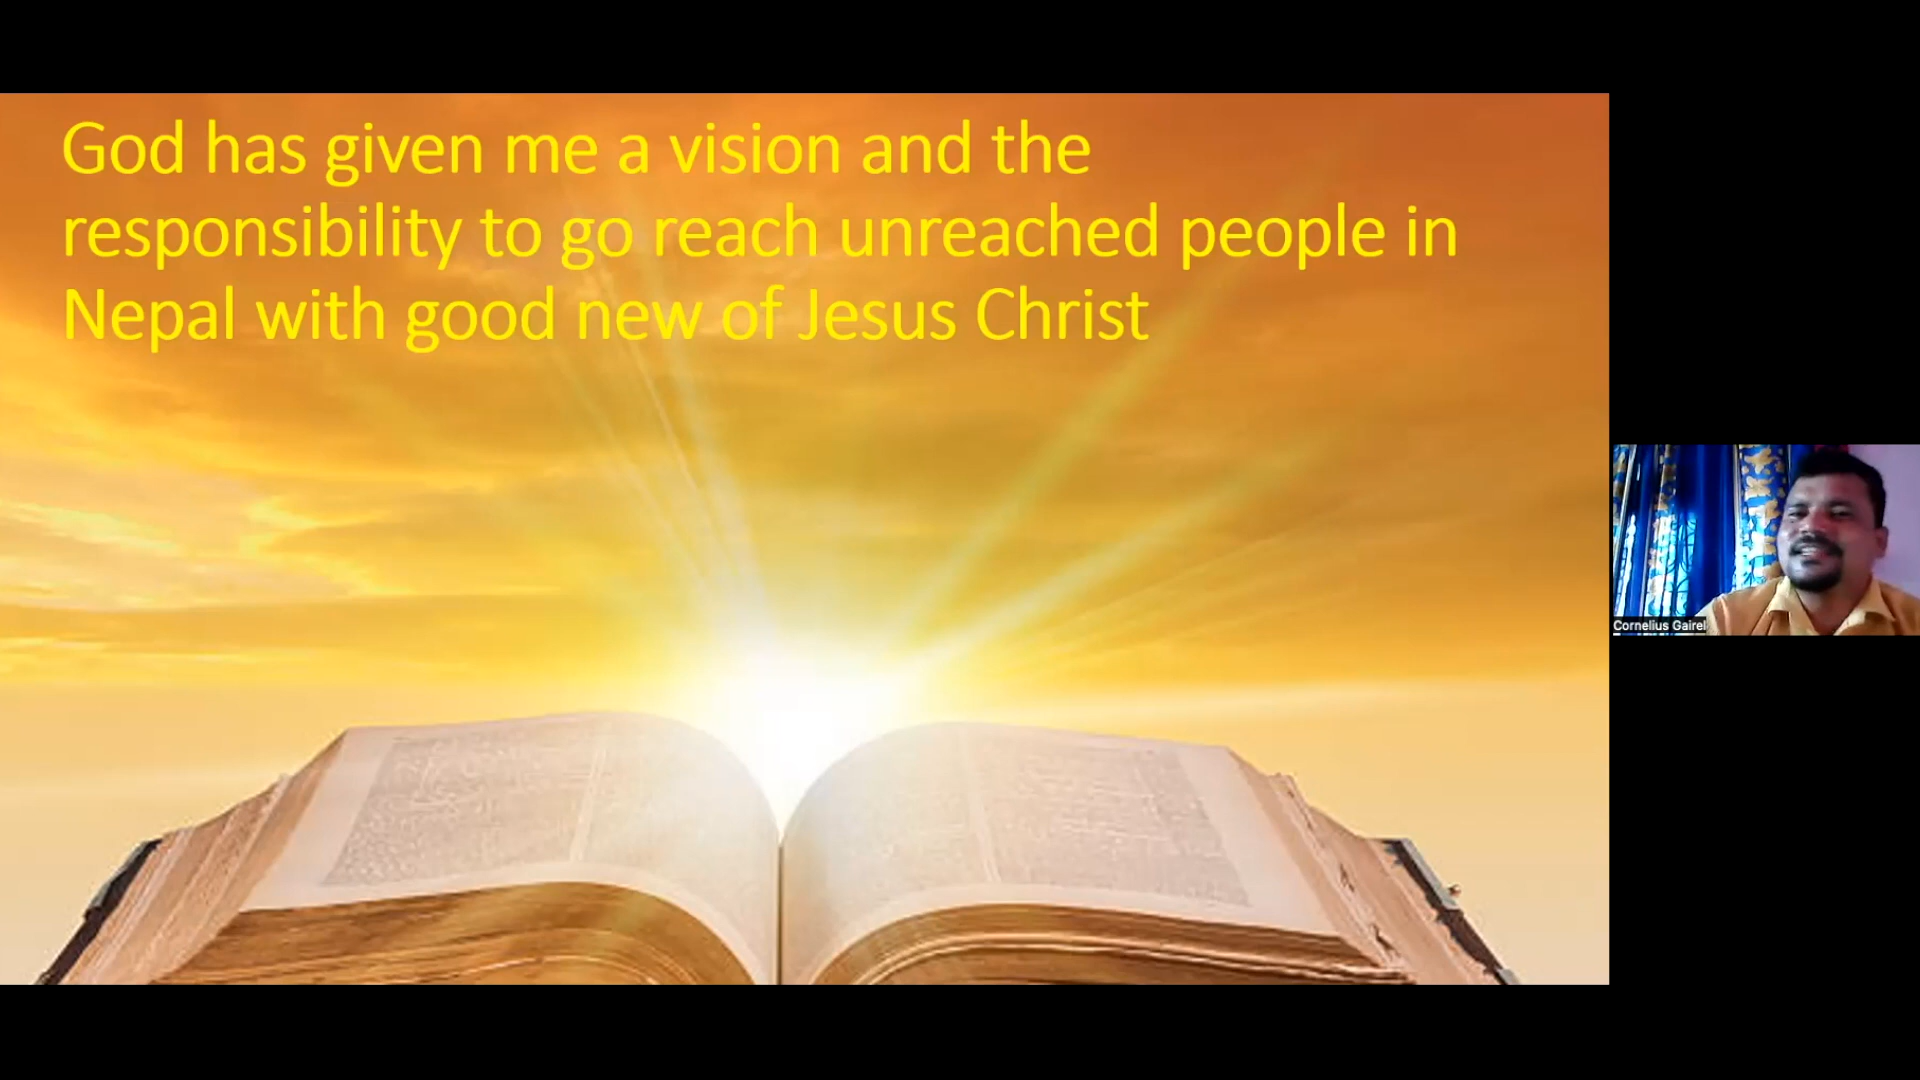 God has given me a vision and the
responsibility to go reach unreached people in
Nepal with good new of Jesus Christ
Cornelius Gairel